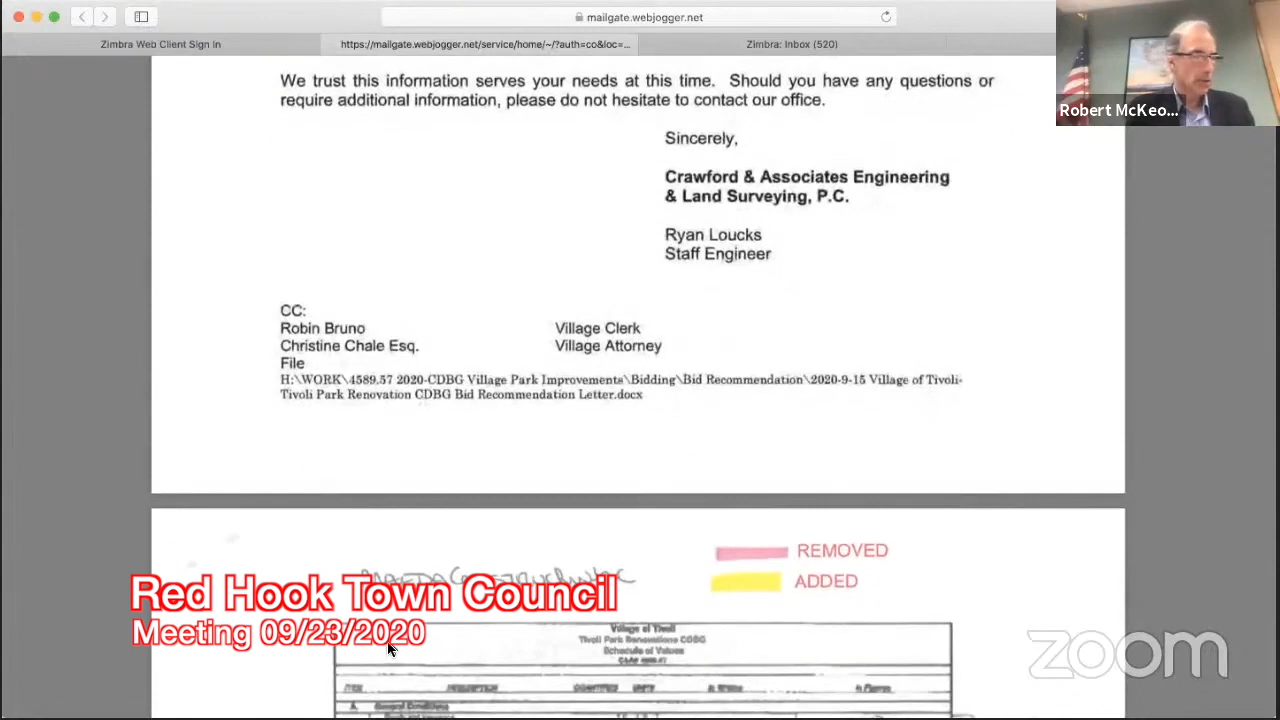 mailgate.webjogger.net
Zimbra Web Client Sign In
https://mailgate.webjogger.net/service/home/~/?auth=co&loc=...
Zimbra: Inbox (520)
Robert McKeo...
We trust this information serves your needs at this time. Should you have any questions or
require additional information, please do not hesitate to contact our office.
Sincerely,
Crawford & Associates Engineering
& Land Surveying, P.C.
Ryan Loucks
Staff Engineer
CC:
Robin Bruno Village Clerk
Christine Chale Esq. Village Attorney
File
H:\WORK\4589.57 2020-CDBG Village Park Improvements\Bidding\Bid Recommendation\2020-9-15 Village of Tivoli-
Tivoli Park Renovation CDBG Bid Recommendation Letter.docx
REMOVED
ADDED
Red Hook Town Council
Meeting 09/23/2020
Village of Tivoli
Tivoli Park Renovations CDBG
Schedule of Values
DESCRIPTION
A. General Conditions
zoom